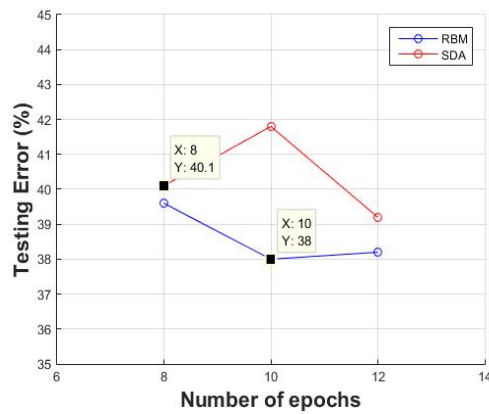 45
44
43
42
41
40
39
38
37
36
35
Testing Error (%)
RBM
SDA
X: 8
Y: 40.1
X: 10
Y: 38
6
8
10
12
14
Number of epochs